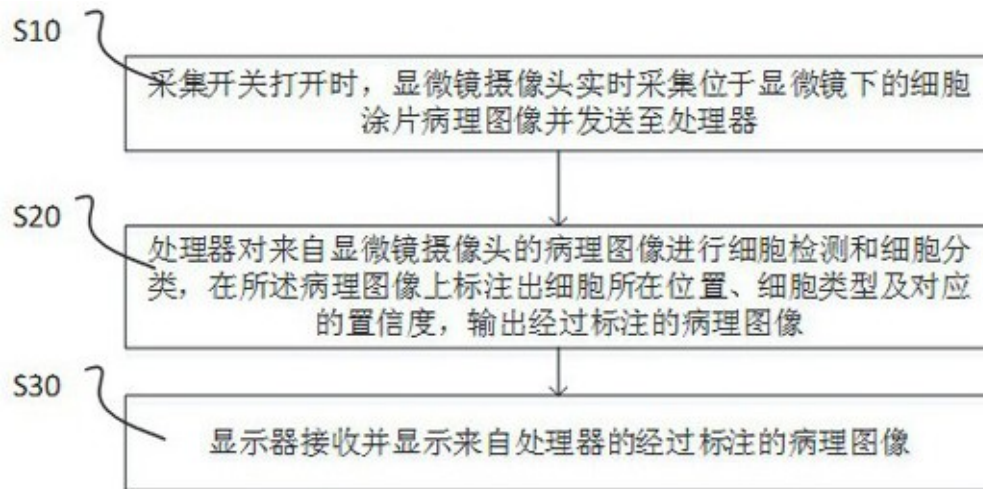 S10
采集开关打开时，显微镜摄像头实时采集位于显微镜下的细胞
涂片病理图像并发送至处理器
S20
处理器对来自显微镜摄像头的病理图像进行细胞检测和细胞分
类，在所述病理图像上标注出细胞所在位置、细胞类型及对应
的置信度，输出经过标注的病理图像
S30
显示器接收并显示来自处理器的经过标注的病理图像